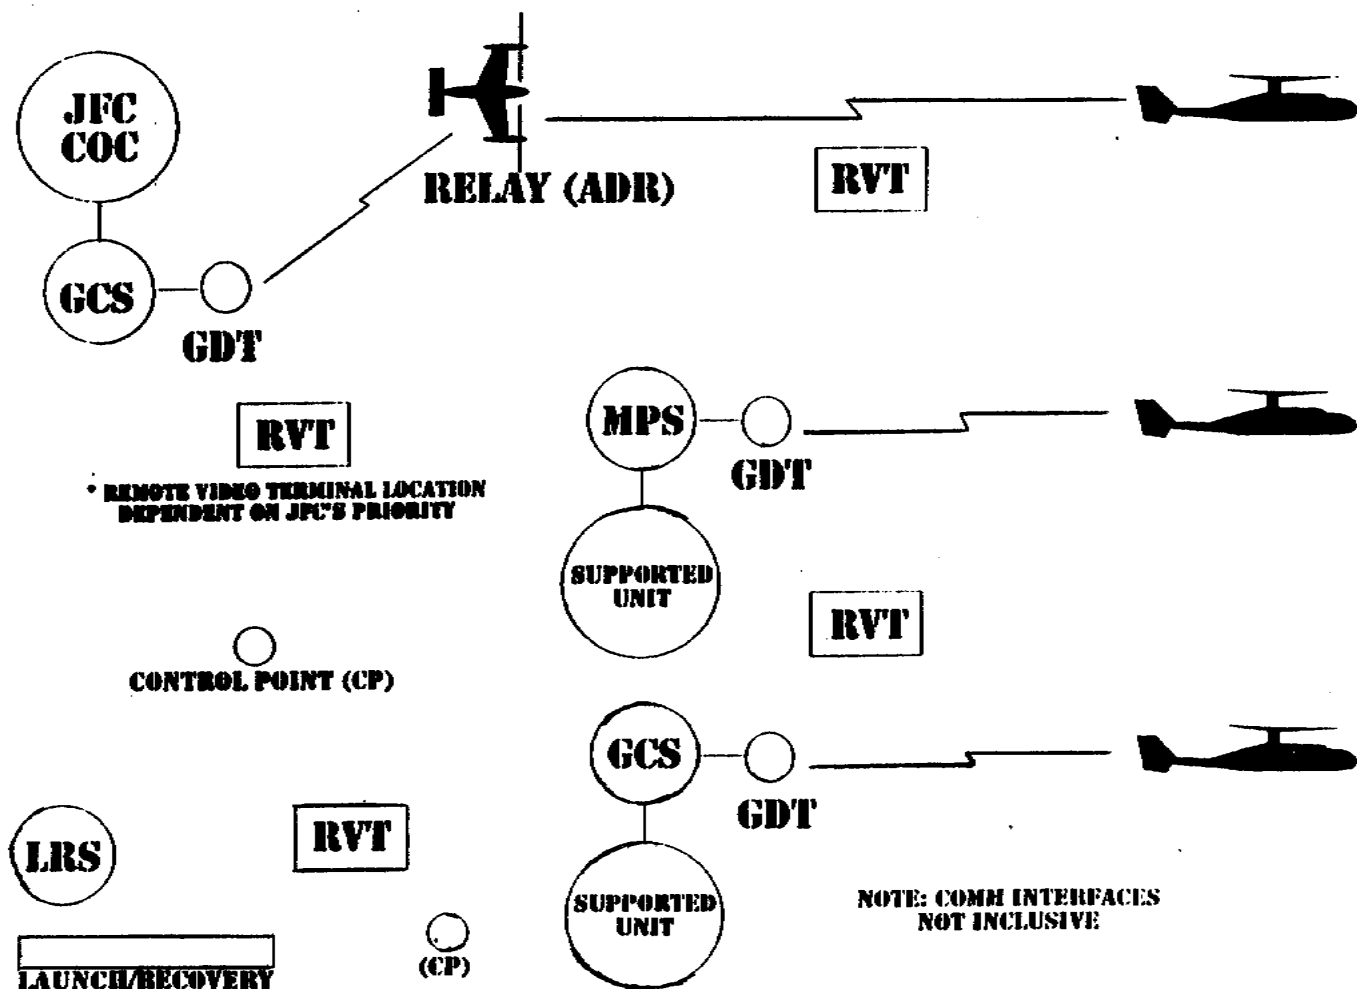 JFC
COC
RELAY (ADR)
RVT
GCS
GDT
RVT
* REMOTE VIDEO TERMINAL LOCATION
DEPENDENT ON JFC'S PRIORITY
MPS
GDT
SUPPORTED
UNIT
RVT
CONTROL POINT (CP)
GCS
GDT
LRS
RVT
SUPPORTED
UNIT
NOTE: COMM INTERFACES
NOT INCLUSIVE
(CP)
LAUNCH/RECOVERY